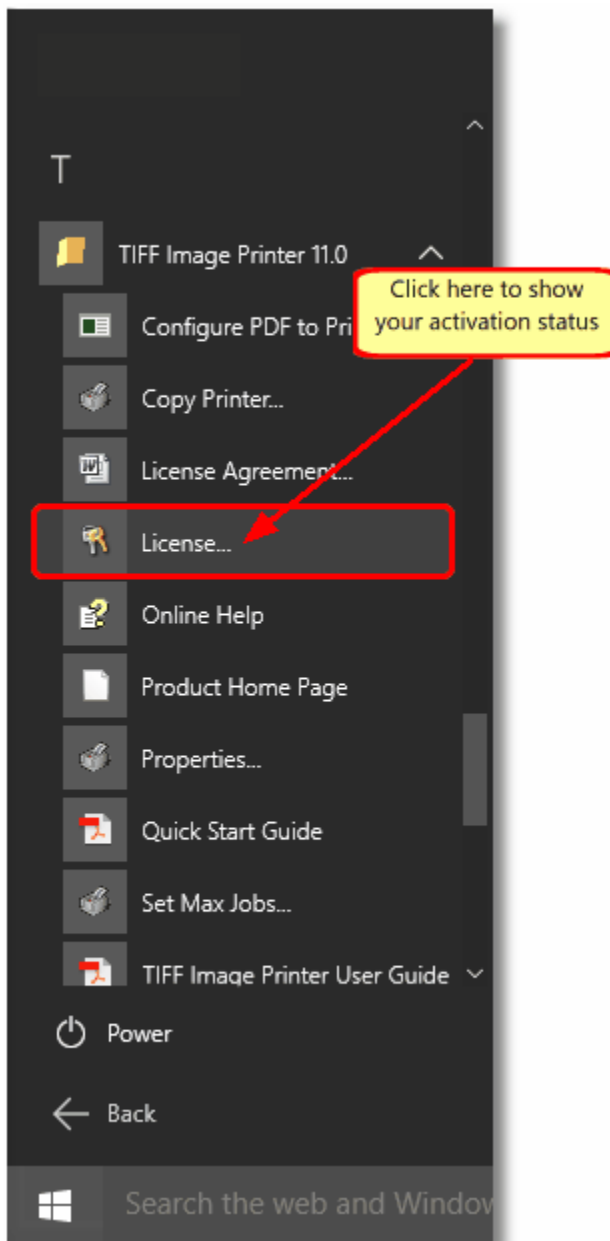 T
TIFF Image Printer 11.0
Click here to show
your activation status
Configure PDF to Pri
Copy Printer...
License Agreement...
License...
Online Help
Product Home Page
Properties...
Quick Start Guide
Set Max Jobs...
TIFF Image Printer User Guide
Power
Back
Search the web and Window